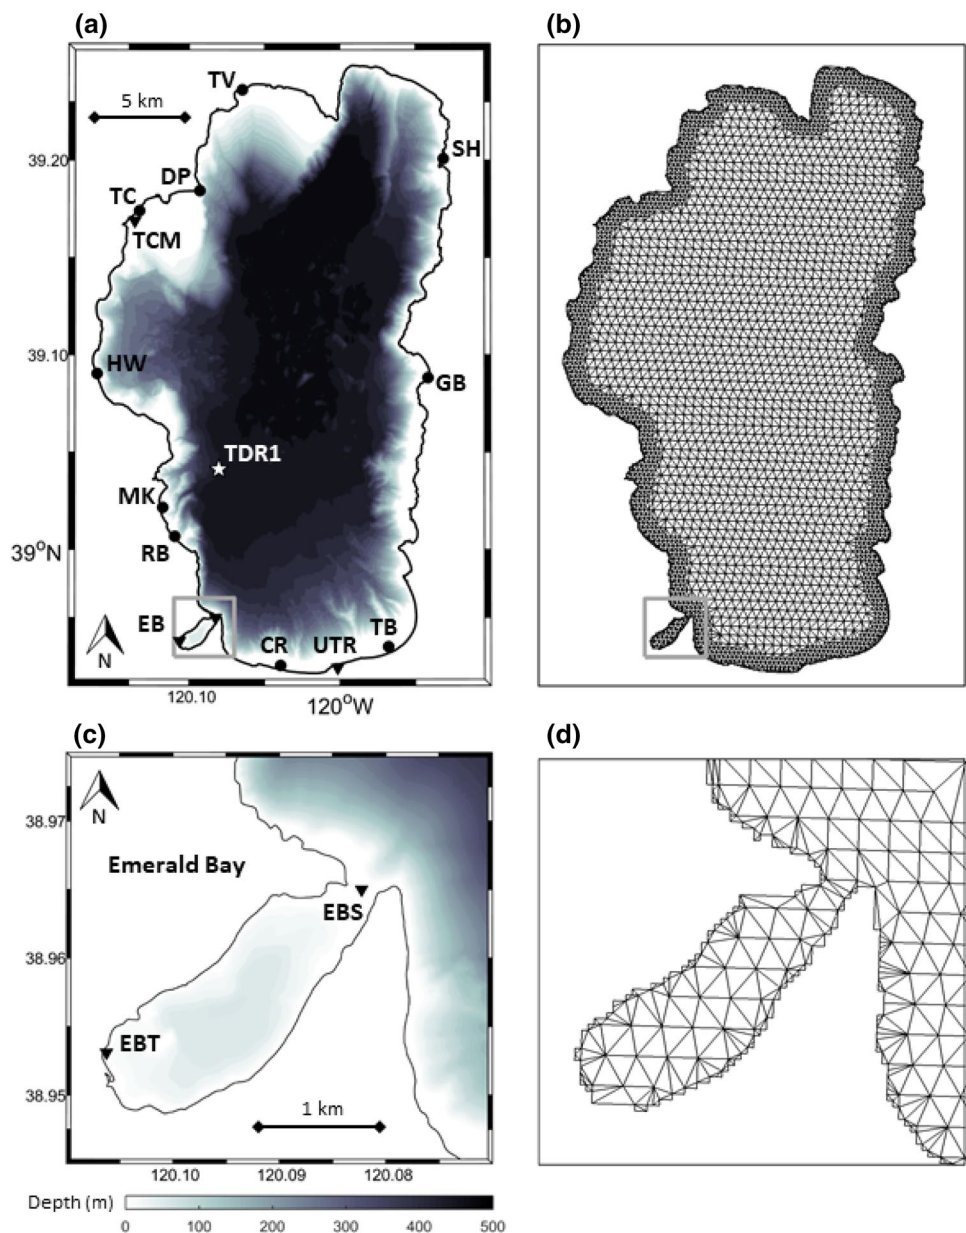 (a)
(b)
TV
5 km
39.20
SH
DP
TC
TCM
39.10
HW
GB
TDR1
MK
39°N
RB
EB
CR
UTR
TB
N
120.10
120°W
(c)
(d)
N
38.97
Emerald Bay
EBS
38.96
EBT
38.95
1 km
120.10
120.09
120.08
Depth (m)
0
100
200
300
400
500